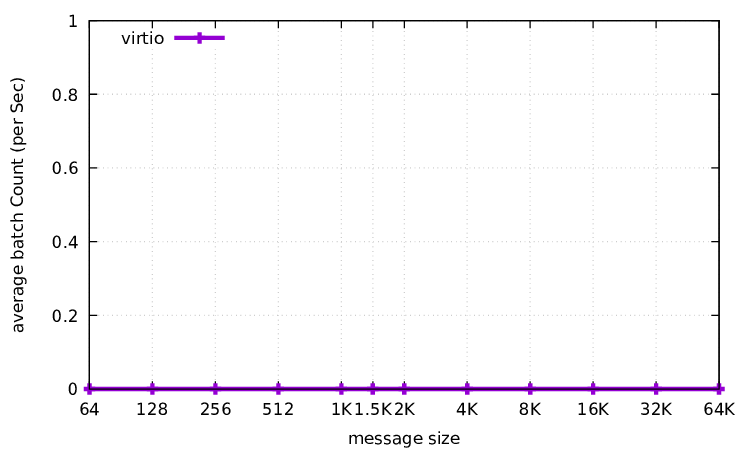 average batch Count (per Sec)
virtio
1
0.8
0.6
0.4
0.2
0
64 128 256 512 1K 1.5K 2K 4K 8K 16K 32K 64K
message size